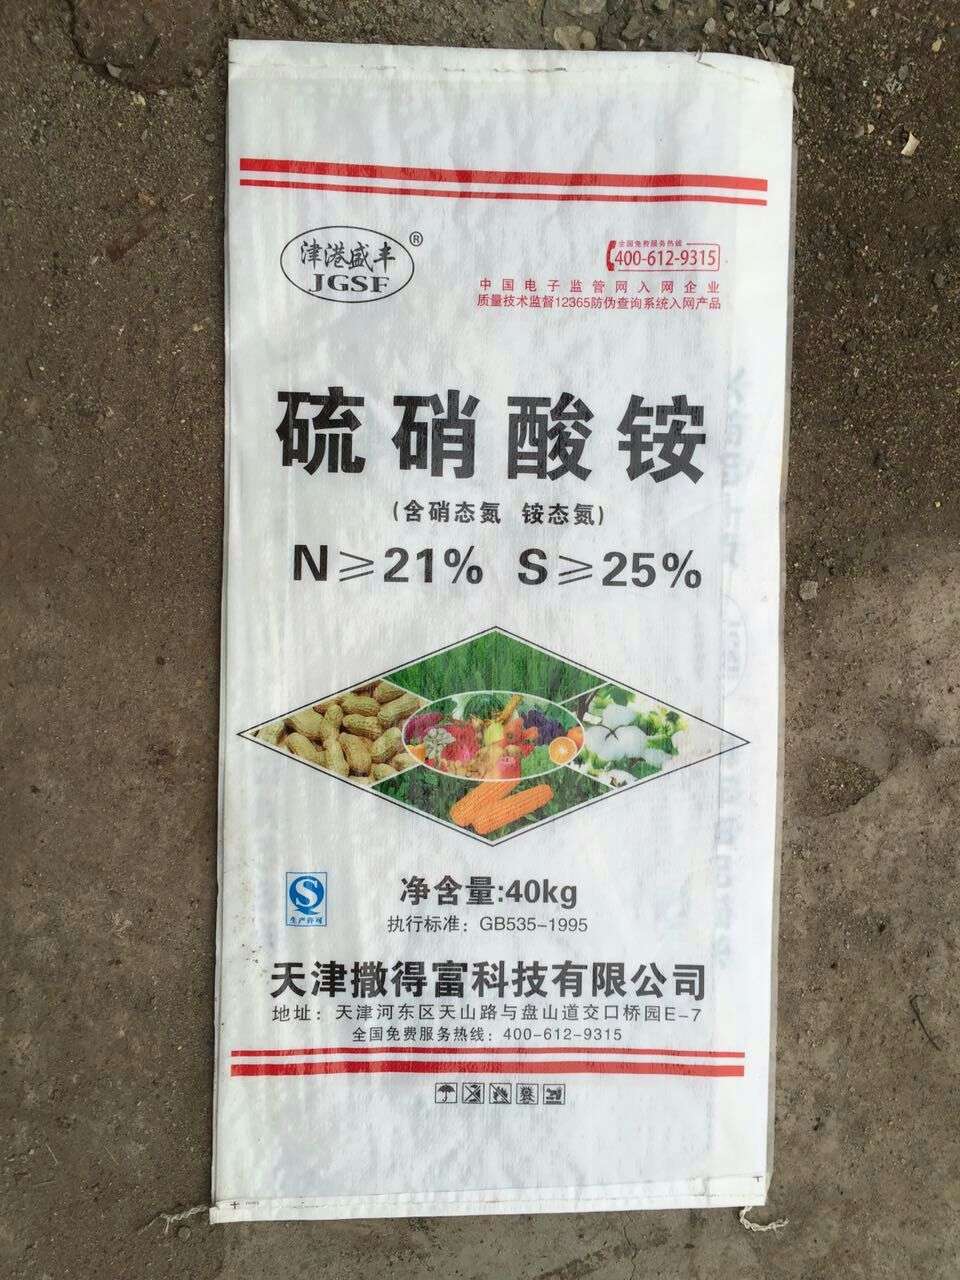 津港盛丰®
JGSF
全国免费服务热线
400-612-9315
中国电子监管网入网企业
质量技术监督12365防伪查询系统入网产品
硫硝酸铵
(含硝态氮 铵态氮)
N≥21% S≥25%
生产许可
净含量:40kg
执行标准：GB535-1995
天津撒得富科技有限公司
地址：天津河东区天山路与盘山道交口桥园E-7
全国免费服务热线：400-612-9315